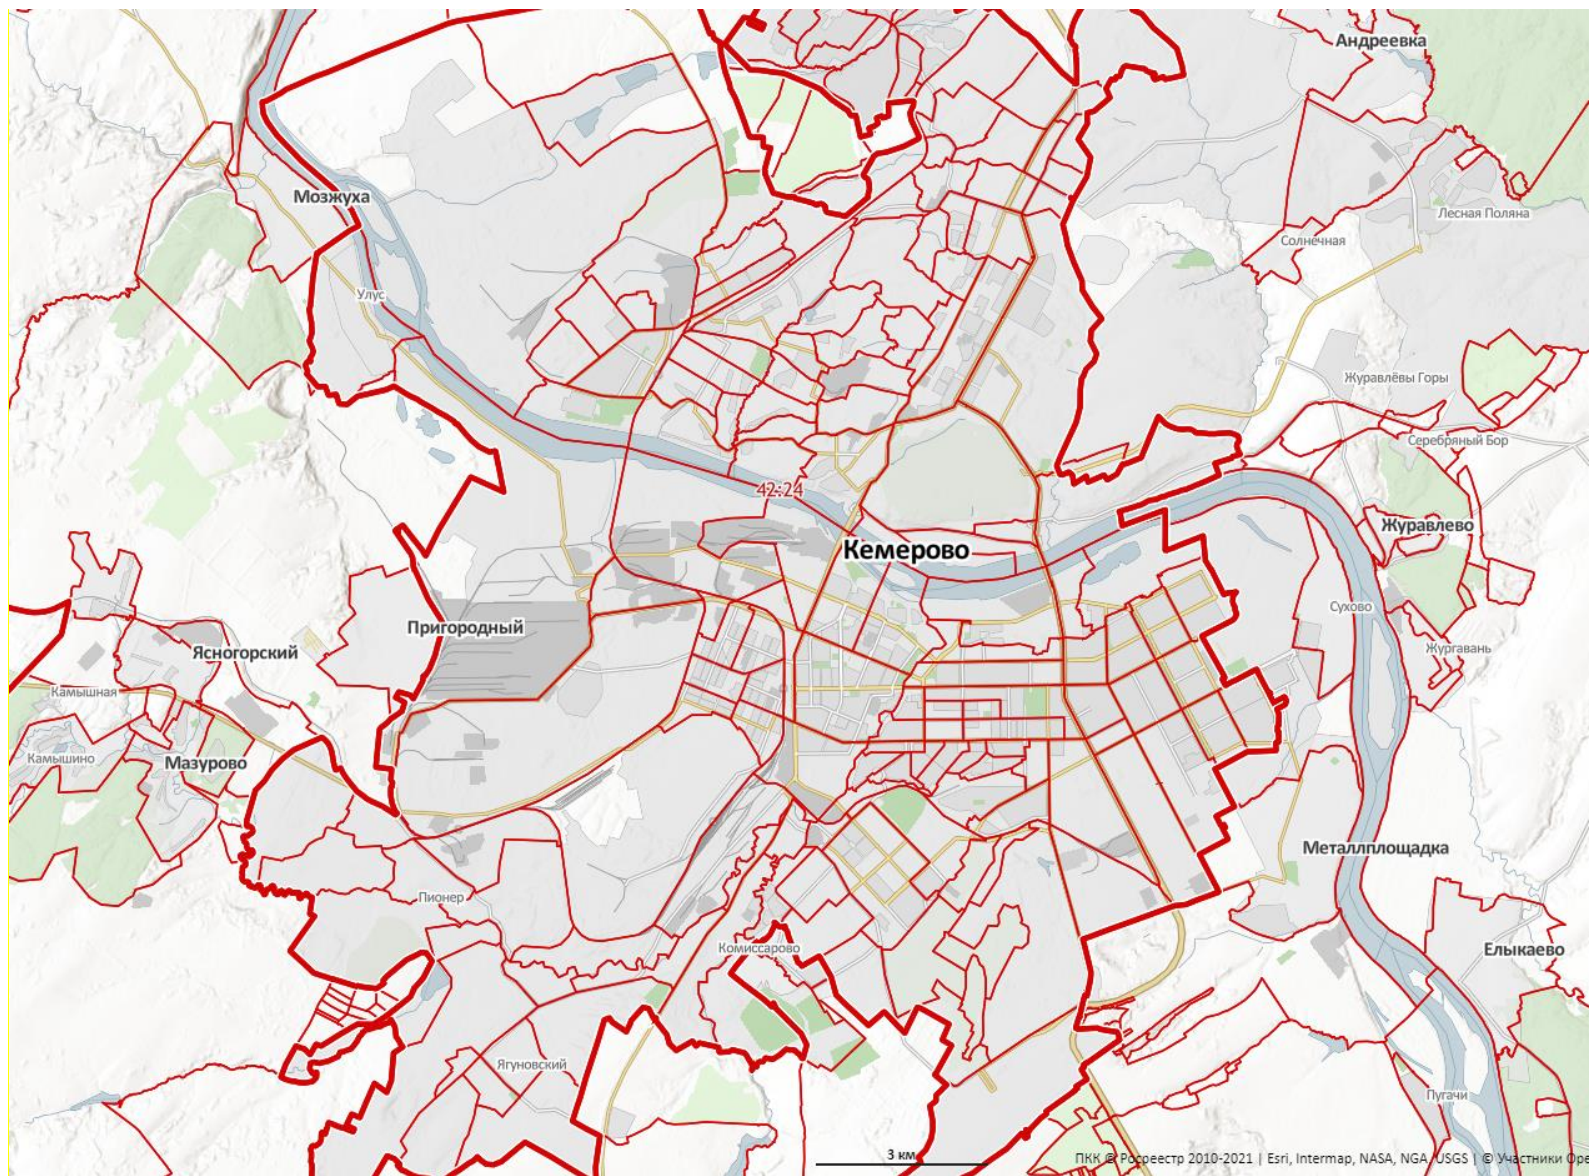 Андреевка
Мозжуха
Лесная Поляна
Солнечная
Улус
Журавлёвы Горы
Серебряный Бор
42:24
Журавлево
Кемерово
Сухово
Пригородный
Ясногорский
Жургавань
Камышная
Камышино
Мазурово
Металлплощадка
Пионер
Комиссарово
Елыкаево
Ягуновский
Пугачи
3 км
ПКК © Росреестр 2010-2021 | Esri, Intermap, NASA, NGA, USGS | © Участники Ope